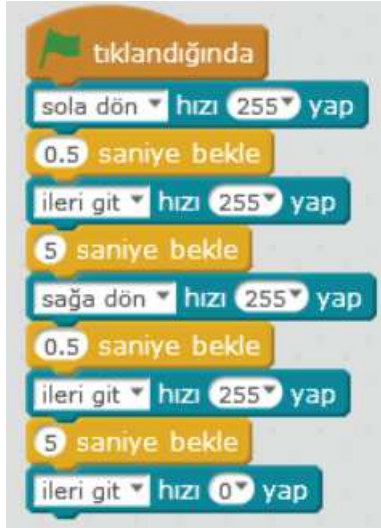 tıklandığında
sola dön hızı 255 yap
0.5 saniye bekle
ileri git hızı 255 yap
5 saniye bekle
sağa dön hızı 255 yap
0.5 saniye bekle
ileri git hızı 255 yap
5 saniye bekle
ileri git hızı 0 yap